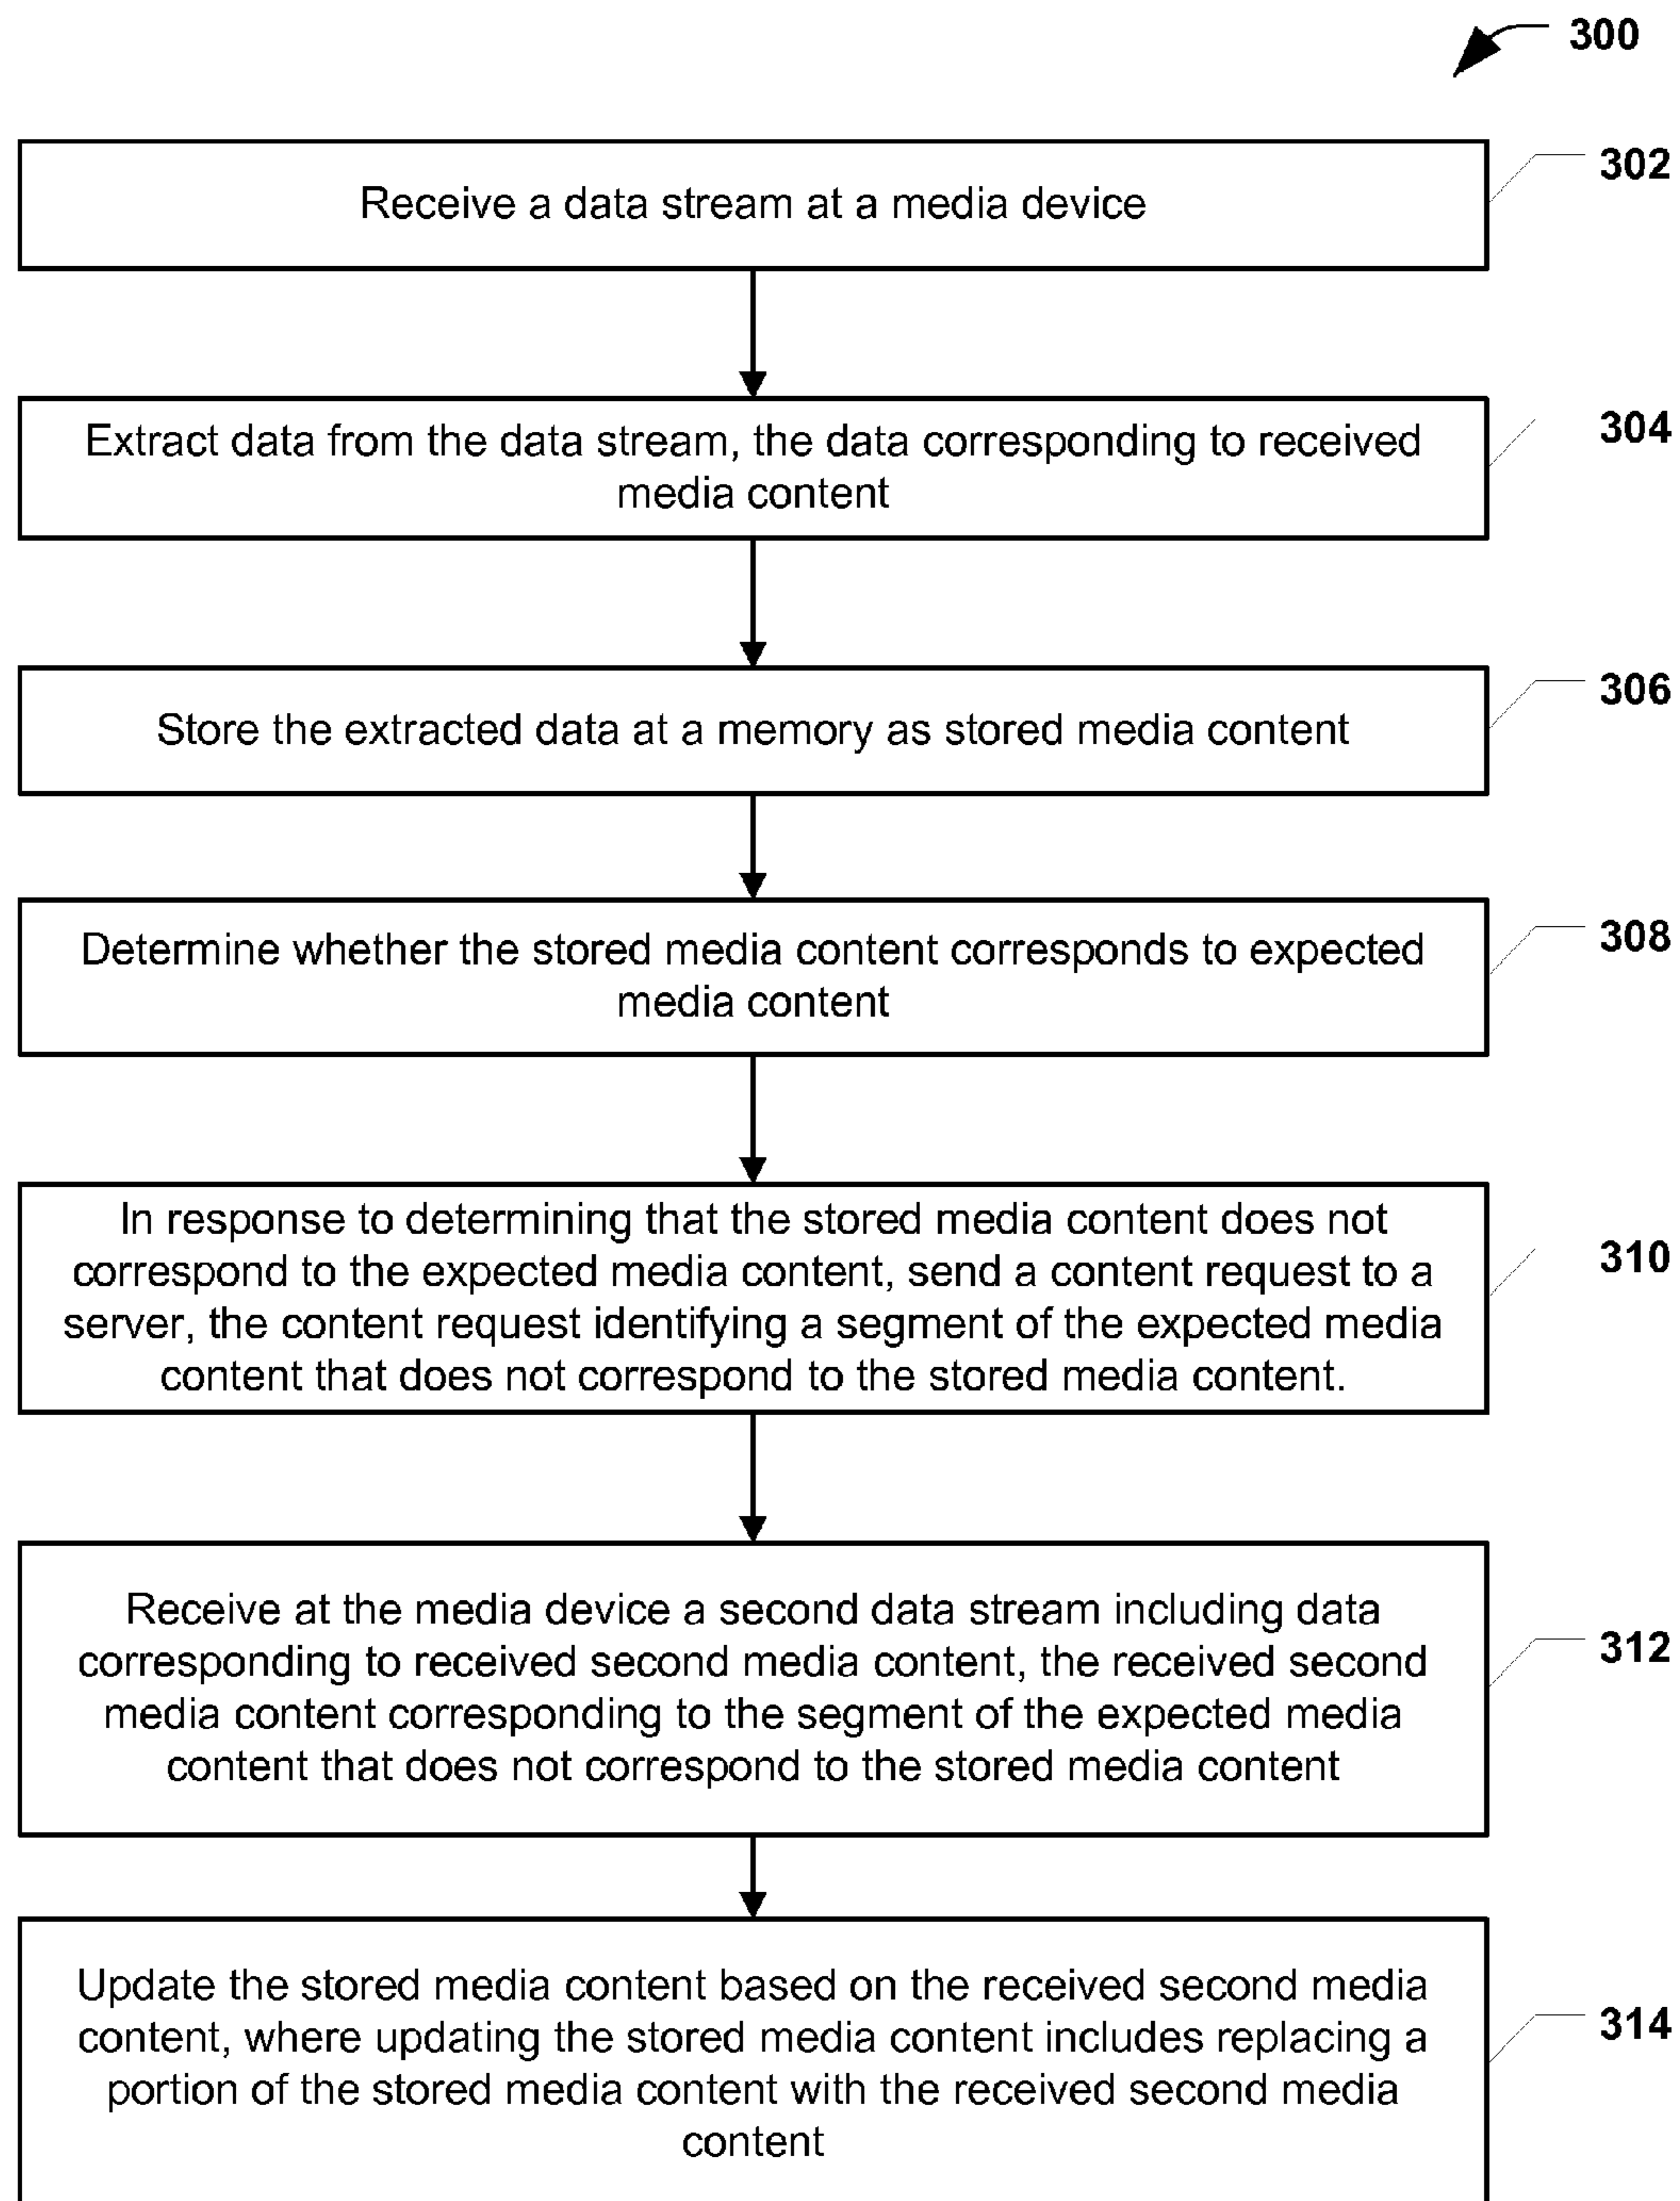 300
302
Receive a data stream at a media device
304
Extract data from the data stream, the data corresponding to received
media content
306
Store the extracted data at a memory as stored media content
308
Determine whether the stored media content corresponds to expected
media content
In response to determining that the stored media content does not
correspond to the expected media content, send a content request to a
310
server, the content request identifying a segment of the expected media
content that does not correspond to the stored media content.
Receive at the media device a second data stream including data
corresponding to received second media content, the received second
312
media content corresponding to the segment of the expected media
content that does not correspond to the stored media content
Update the stored media content based on the received second media
content, where updating the stored media content includes replacing a
314
portion of the stored media content with the received second media
content